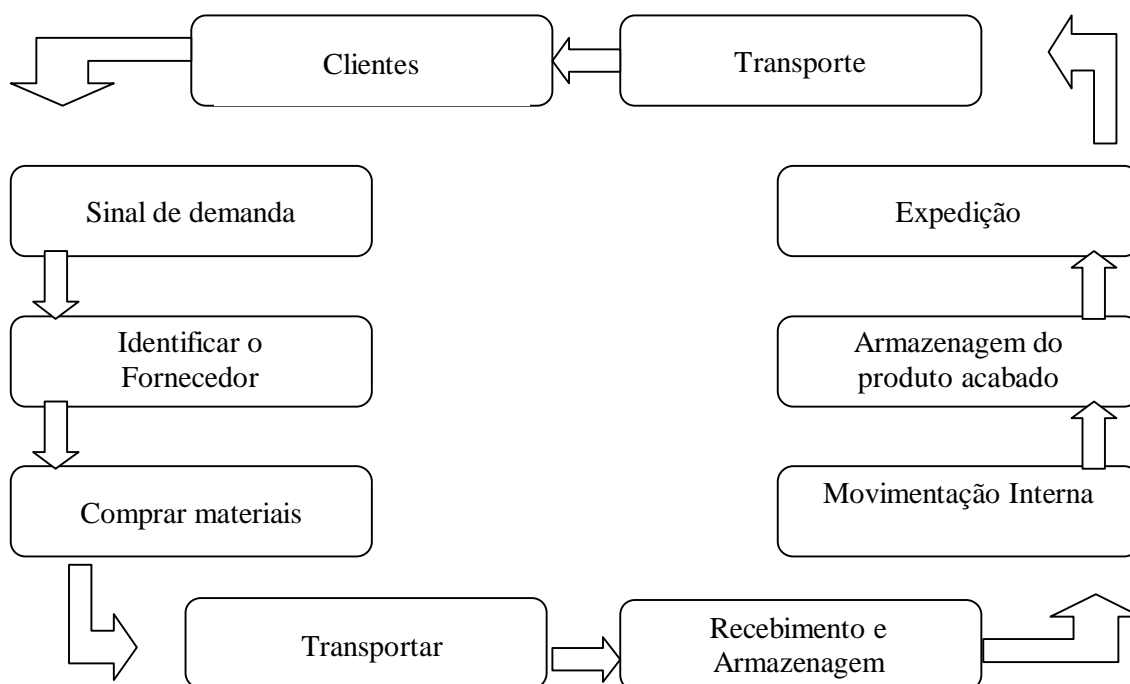 Clientes
Transporte
Sinal de demanda
Expedição
Identificar o
Fornecedor
Armazenagem do
produto acabado
Comprar materiais
Movimentação Interna
Transportar
Recebimento e
Armazenagem